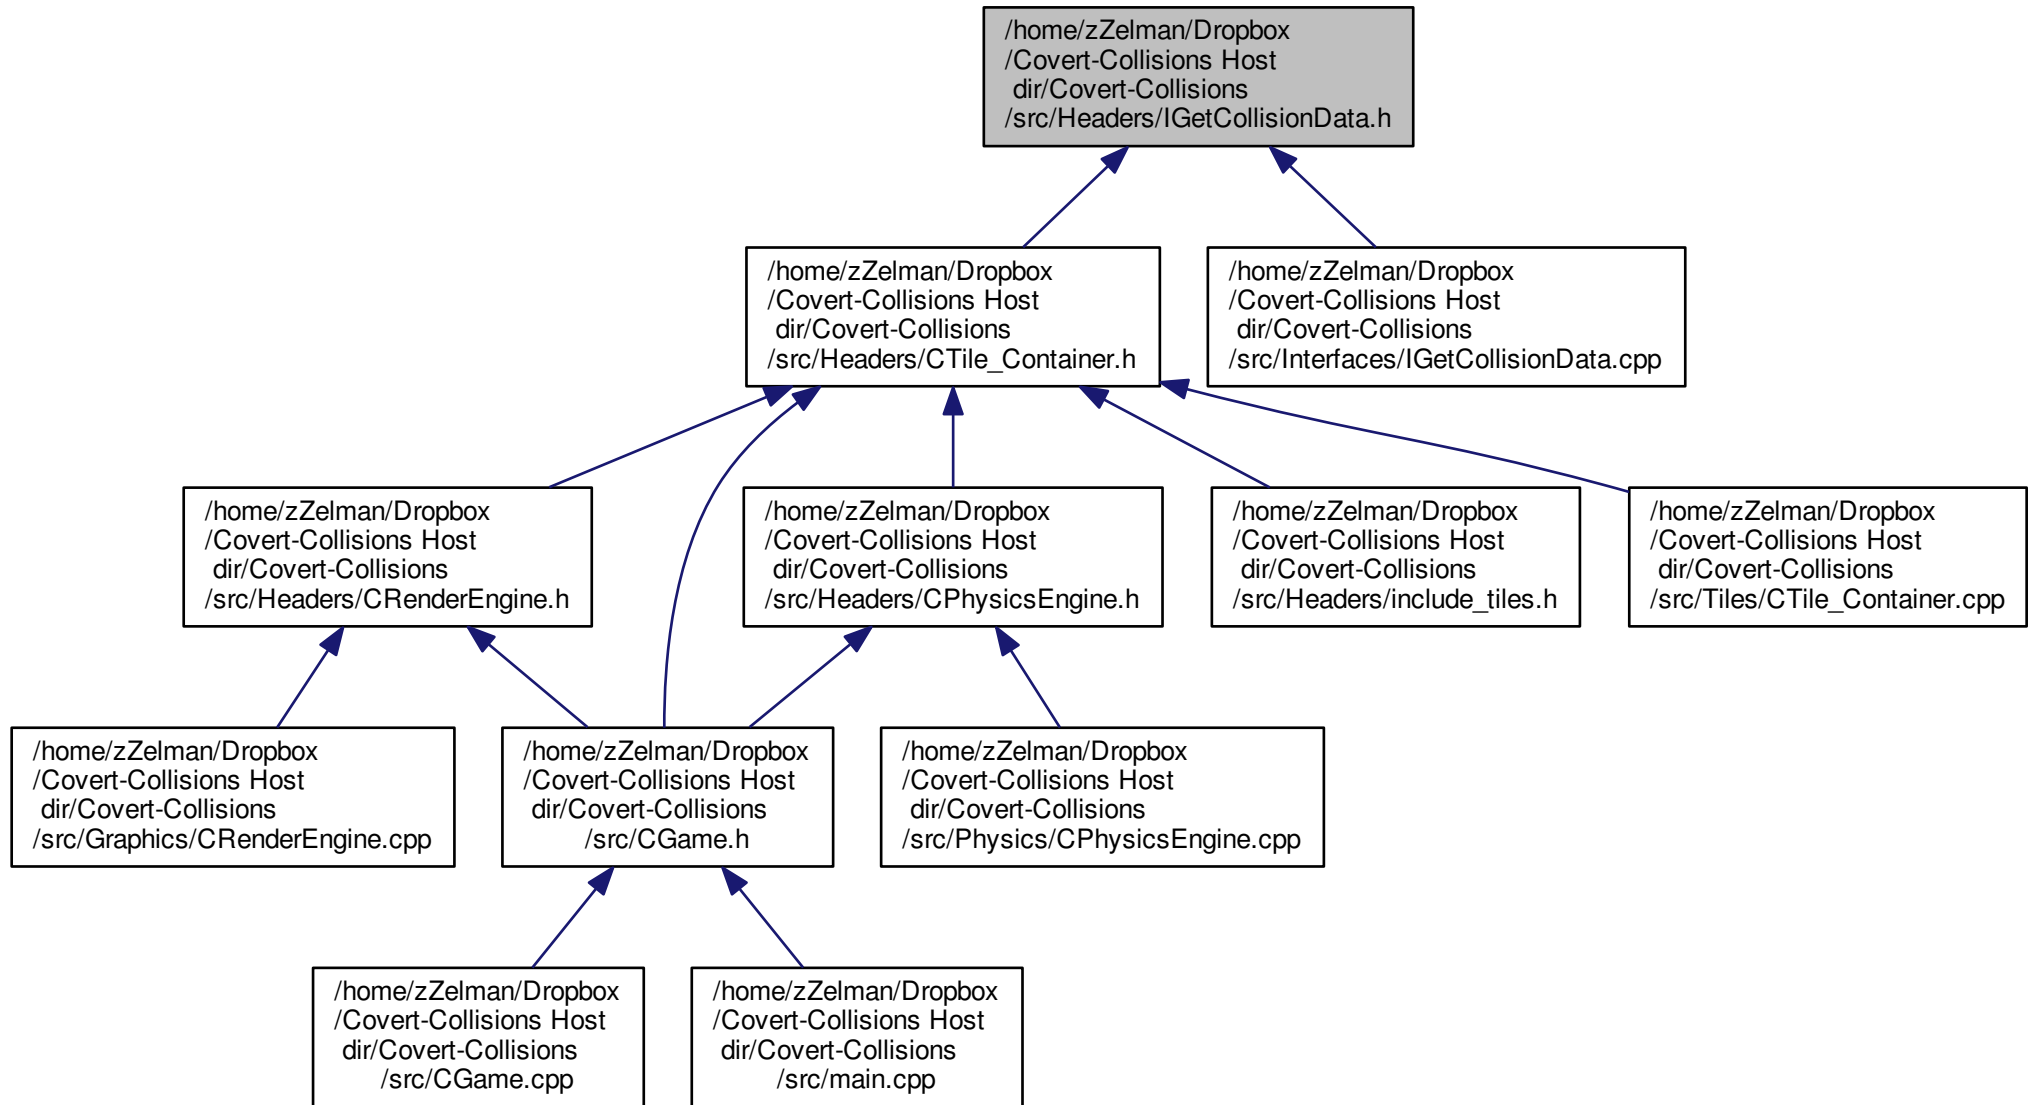 /home/zZelman/Dropbox
/Covert-Collisions Host
dir/Covert-Collisions
/src/Headers/IGetCollisionData.h
/home/zZelman/Dropbox
/Covert-Collisions Host
dir/Covert-Collisions
/src/Headers/CTile_Container.h
/home/zZelman/Dropbox
/Covert-Collisions Host
dir/Covert-Collisions
/src/Interfaces/IGetCollisionData.cpp
/home/zZelman/Dropbox
/Covert-Collisions Host
dir/Covert-Collisions
/src/Headers/CRenderEngine.h
/home/zZelman/Dropbox
/Covert-Collisions Host
dir/Covert-Collisions
/src/Headers/CPhysicsEngine.h
/home/zZelman/Dropbox
/Covert-Collisions Host
dir/Covert-Collisions
/src/Headers/include_tiles.h
/home/zZelman/Dropbox
/Covert-Collisions Host
dir/Covert-Collisions
/src/Tiles/CTile_Container.cpp
/home/zZelman/Dropbox
/Covert-Collisions Host
dir/Covert-Collisions
/src/Graphics/CRenderEngine.cpp
/home/zZelman/Dropbox
/Covert-Collisions Host
dir/Covert-Collisions
/src/CGame.h
/home/zZelman/Dropbox
/Covert-Collisions Host
dir/Covert-Collisions
/src/Physics/CPhysicsEngine.cpp
/home/zZelman/Dropbox
/Covert-Collisions Host
dir/Covert-Collisions
/src/CGame.cpp
/home/zZelman/Dropbox
/Covert-Collisions Host
dir/Covert-Collisions
/src/main.cpp